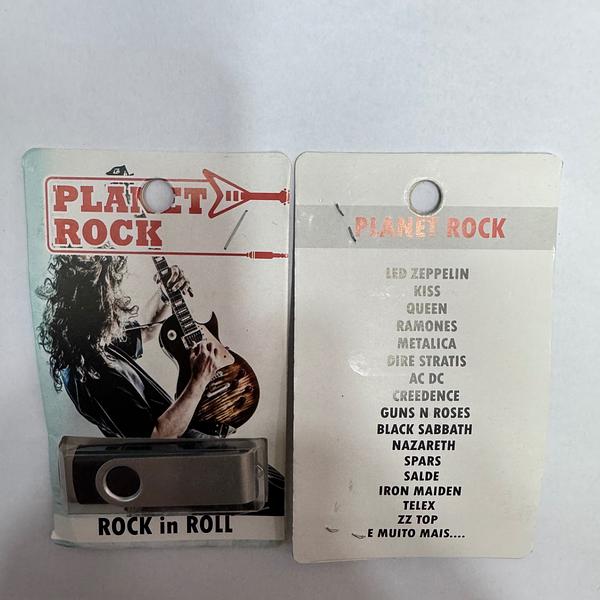 PLANET
ROCK
ROCK in ROLL
PLANET ROCK
LED ZEPPELIN
KISS
QUEEN
RAMONES
METALICA
DIRE STRATIS
AC DC
CREEDENCE
GUNS N ROSES
BLACK SABBATH
NAZARETH
SPARS
SALDE
IRON MAIDEN
TELEX
ZZ TOP
E MUITO MAIS....